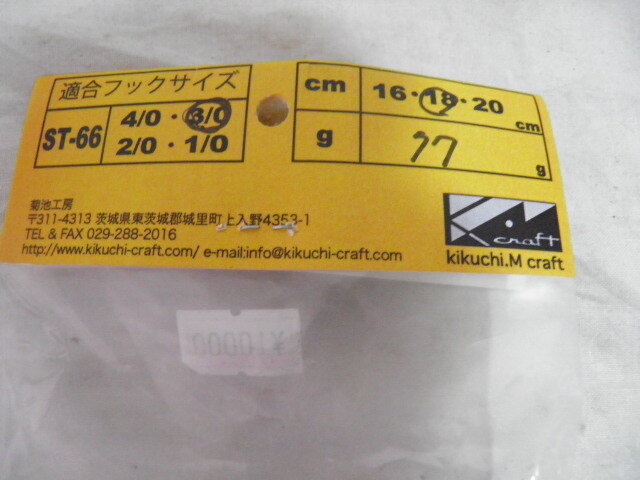 適合フックサイズ
ST-66
4/0・3/0
2/0・1/0
cm
16・18・20
cm
g
77
g
菊池工房
〒311-4313 茨城県東茨城郡城里町上入野4353-1
TEL & FAX 029-288-2016
http://www.kikuchi-craft.com/ e-mail:info@kikuchi-craft.com
craft
kikuchi.M craft
¥10000